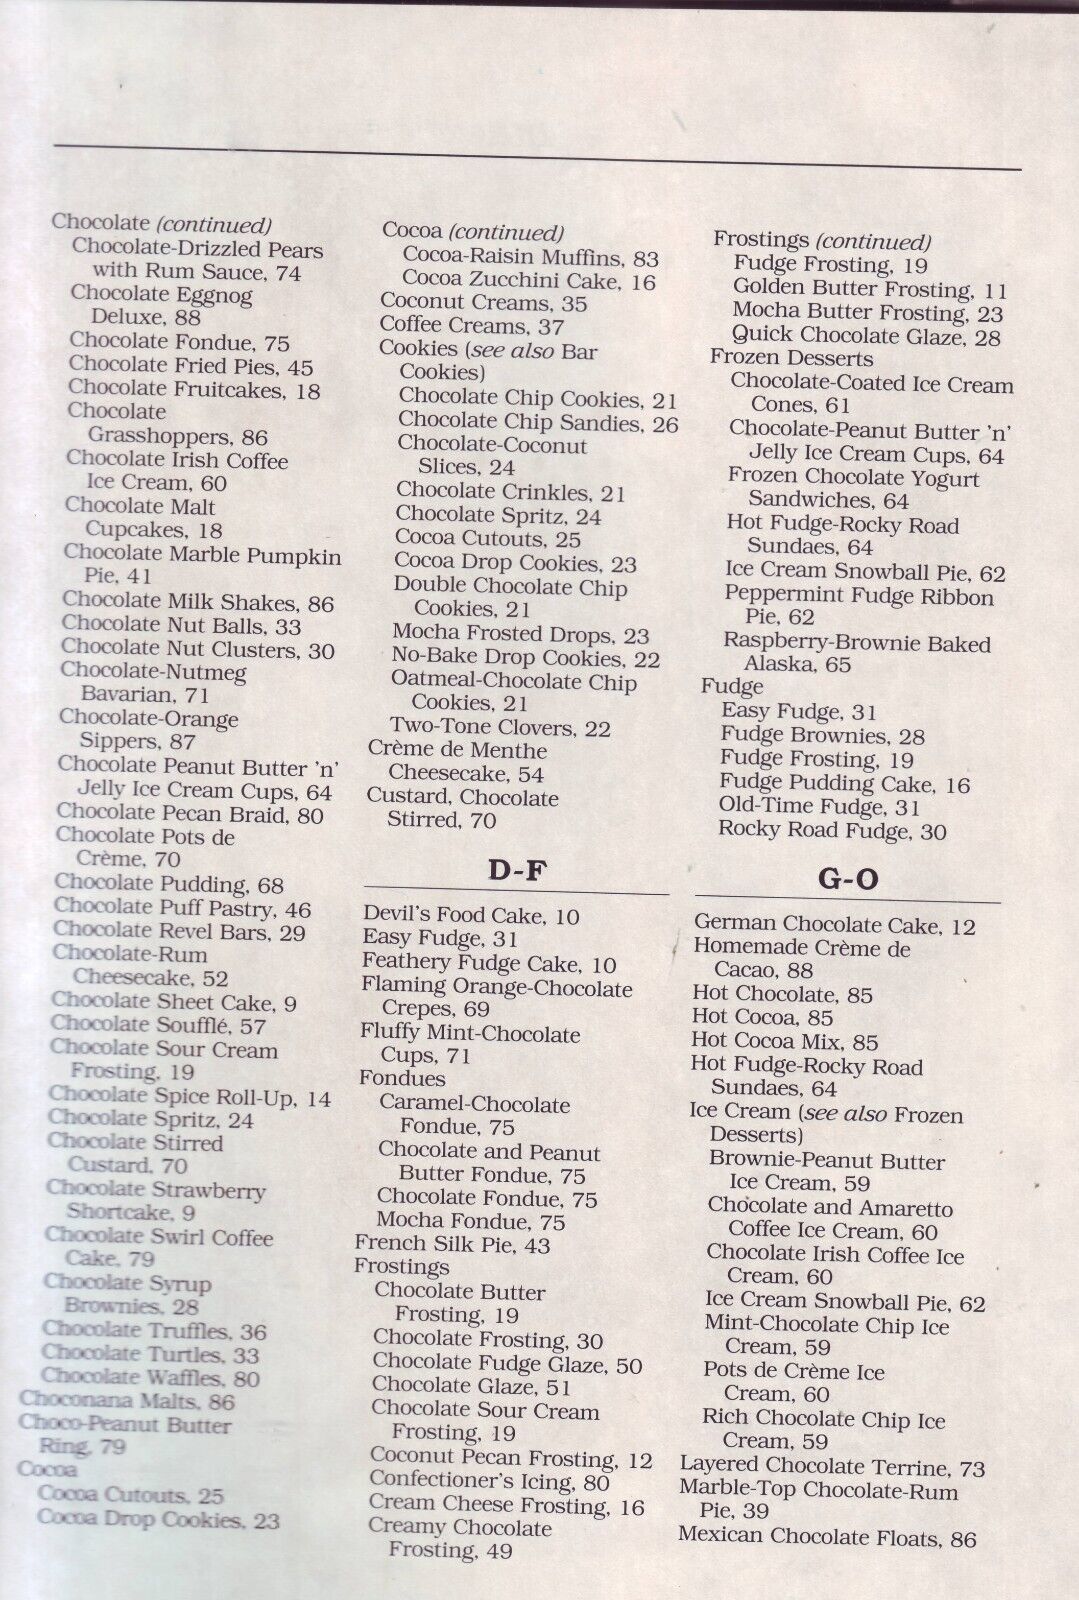 Chocolate (continued)
Chocolate-Drizzled Pears
with Rum Sauce, 74
Chocolate Eggnog
Deluxe, 88
Chocolate Fondue, 75
Chocolate Fried Pies, 45
Chocolate Fruitcakes, 18
Chocolate
Grasshoppers, 86
Chocolate Irish Coffee
Ice Cream, 60
Chocolate Malt
Cupcakes, 18
Chocolate Marble Pumpkin
Pie, 41
Chocolate Milk Shakes, 86
Chocolate Nut Balls, 33
Chocolate Nut Clusters, 30
Chocolate-Nutmeg
Bavarian, 71
Chocolate-Orange
Sippers, 87
Chocolate Peanut Butter 'n'
Jelly Ice Cream Cups, 64
Chocolate Pecan Braid, 80
Chocolate Pots de
Crème, 70
Chocolate Pudding, 68
Chocolate Puff Pastry, 46
Chocolate Revel Bars, 29
Chocolate-Rum
Cheesecake, 52
Chocolate Sheet Cake, 9
Chocolate Soufflé, 57
Chocolate Sour Cream
Frosting, 19
Chocolate Spice Roll-Up, 14
Chocolate Spritz, 24
Chocolate Stirred
Custard, 70
Chocolate Strawberry
Shortcake, 9
Chocolate Swirl Coffee
Cake, 79
Chocolate Syrup
Brownies, 28
Chocolate Truffles, 36
Chocolate Turtles, 33
Chocolate Waffles, 80
Choconana Malts, 86
Choco-Peanut Butter
Ring, 79
Cocoa
Cocoa Cutouts, 25
Cocoa Drop Cookies, 23
Cocoa (continued)
Cocoa-Raisin Muffins, 83
Cocoa Zucchini Cake, 16
Coconut Creams, 35
Coffee Creams, 37
Cookies (see also Bar
Cookies)
Chocolate Chip Cookies, 21
Chocolate Chip Sandies, 26
Chocolate-Coconut
Slices, 24
Chocolate Crinkles, 21
Chocolate Spritz, 24
Cocoa Cutouts, 25
Cocoa Drop Cookies, 23
Double Chocolate Chip
Cookies, 21
Mocha Frosted Drops, 23
No-Bake Drop Cookies, 22
Oatmeal-Chocolate Chip
Cookies, 21
Two-Tone Clovers, 22
Crème de Menthe
Cheesecake, 54
Custard, Chocolate
Stirred, 70
D-F
Devil's Food Cake, 10
Easy Fudge, 31
Feathery Fudge Cake, 10
Flaming Orange-Chocolate
Crepes, 69
Fluffy Mint-Chocolate
Cups, 71
Fondues
Caramel-Chocolate
Fondue, 75
Chocolate and Peanut
Butter Fondue, 75
Chocolate Fondue, 75
Mocha Fondue, 75
French Silk Pie, 43
Frostings
Chocolate Butter
Frosting, 19
Chocolate Frosting, 30
Chocolate Fudge Glaze, 50
Chocolate Glaze, 51
Chocolate Sour Cream
Frosting, 19
Coconut Pecan Frosting, 12
Confectioner's Icing, 80
Cream Cheese Frosting, 16
Creamy Chocolate
Frosting, 49
Frostings (continued)
Fudge Frosting, 19
Golden Butter Frosting, 11
Mocha Butter Frosting, 23
Quick Chocolate Glaze, 28
Frozen Desserts
Chocolate-Coated Ice Cream
Cones, 61
Chocolate-Peanut Butter 'n'
Jelly Ice Cream Cups, 64
Frozen Chocolate Yogurt
Sandwiches, 64
Hot Fudge-Rocky Road
Sundaes, 64
Ice Cream Snowball Pie, 62
Peppermint Fudge Ribbon
Pie, 62
Raspberry-Brownie Baked
Alaska, 65
Fudge
Easy Fudge, 31
Fudge Brownies, 28
Fudge Frosting, 19
Fudge Pudding Cake, 16
Old-Time Fudge, 31
Rocky Road Fudge, 30
G-O
German Chocolate Cake, 12
Homemade Crème de
Cacao, 88
Hot Chocolate, 85
Hot Cocoa, 85
Hot Cocoa Mix, 85
Hot Fudge-Rocky Road
Sundaes, 64
Ice Cream (see also Frozen
Desserts)
Brownie-Peanut Butter
Ice Cream, 59
Chocolate and Amaretto
Coffee Ice Cream, 60
Chocolate Irish Coffee Ice
Cream, 60
Ice Cream Snowball Pie, 62
Mint-Chocolate Chip Ice
Cream, 59
Pots de Crème Ice
Cream, 60
Rich Chocolate Chip Ice
Cream, 59
Layered Chocolate Terrine, 73
Marble-Top Chocolate-Rum
Pie, 39
Mexican Chocolate Floats, 86